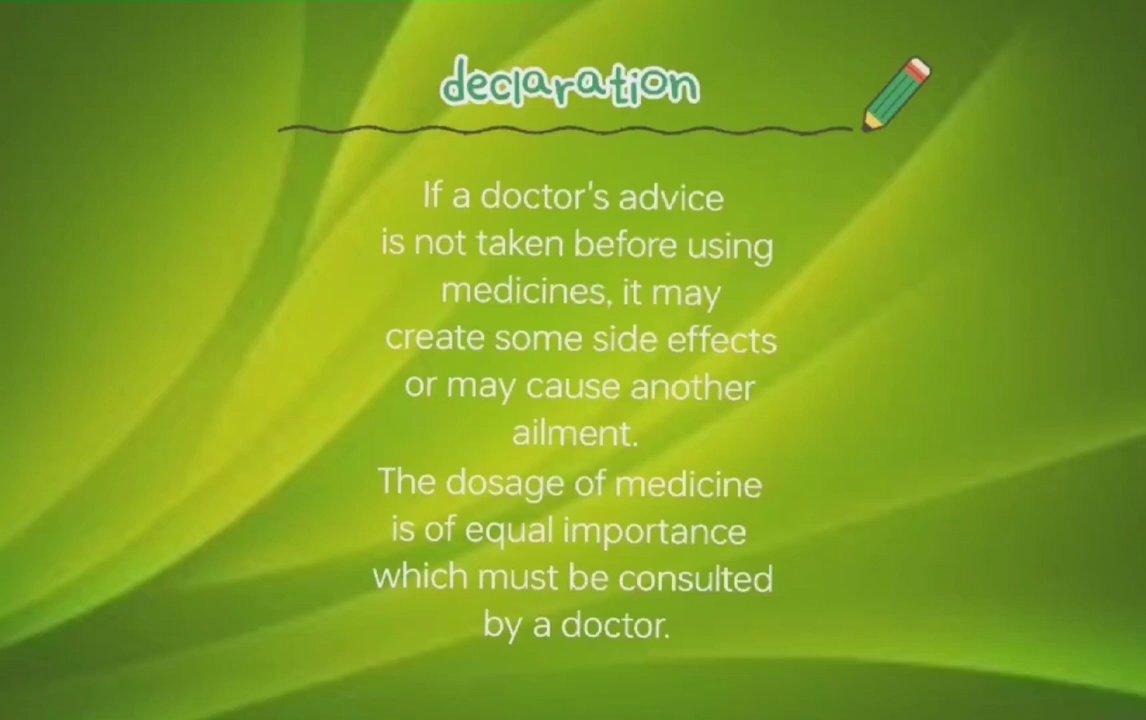 declaration
If a doctor's advice
is not taken before using
medicines, it may
create some side effects
or may cause another
ailment.
The dosage of medicine
is of equal importance
which must be consulted
by a doctor.